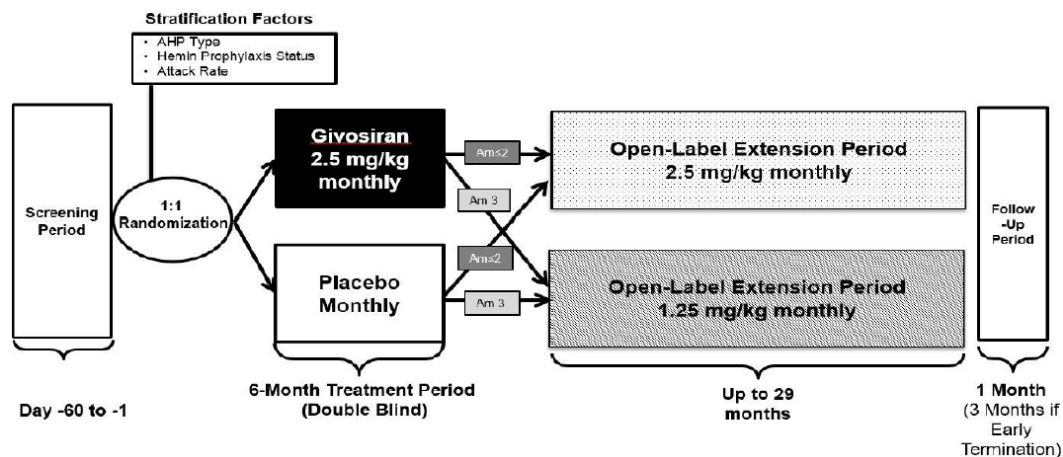 Stratification Factors
• AHP Type
• Hemin Prophylaxis Status
• Attack Rate
Screening
Period
1:1
Randomization
Givosiran
2.5 mg/kg
monthly
Placebo
Monthly
Am≤2
Am 3
Am≤2
Am 3
Open-Label Extension Period
2.5 mg/kg monthly
Open-Label Extension Period
1.25 mg/kg monthly
Follow
-Up
Period
Day -60 to -1
6-Month Treatment Period
(Double Blind)
Up to 29
months
1 Month
(3 Months if
Early
Termination)